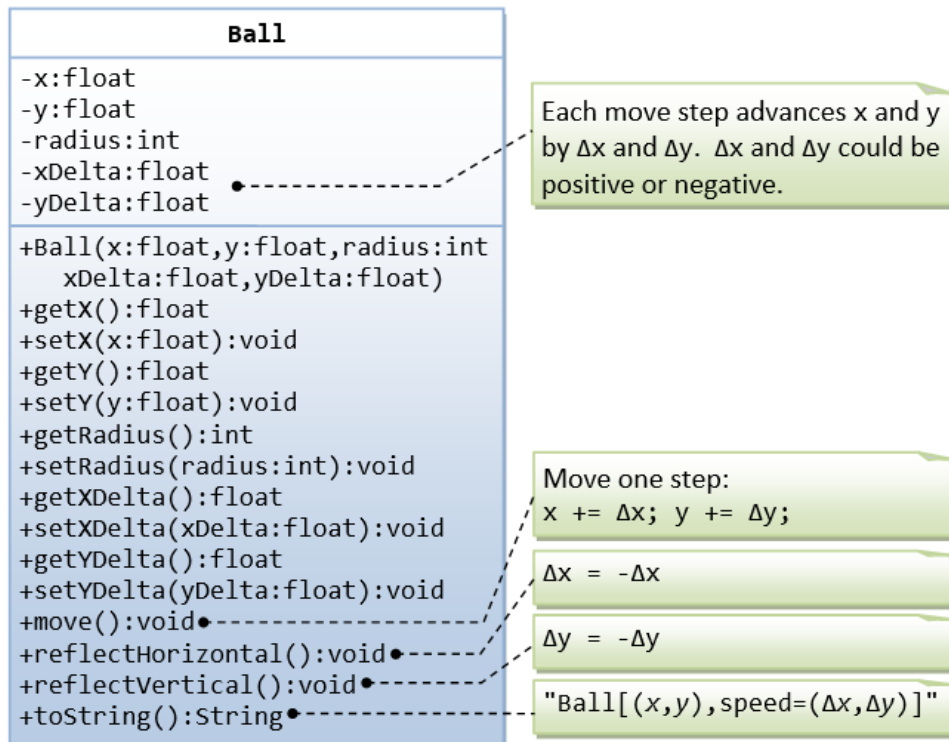 Ball
-x:float
-y:float
-radius:int
-xDelta:float
-yDelta:float
Each move step advances x and y
by Δx and Δy. Δx and Δy could be
positive or negative.
+Ball(x:float,y:float,radius:int
xDelta:float,yDelta:float)
+getX():float
+setX(x:float):void
+getY():float
+setY(y:float):void
+getRadius():int
+setRadius(radius:int):void
+getXDelta():float
+setXDelta(xDelta:float):void
+getYDelta():float
+setYDelta(yDelta:float):void
+move():void
+reflectHorizontal():void
+reflectVertical():void
+toString():String
Move one step:
x += Δx; y += Δy;
Δx = -Δx
Δy = -Δy
"Ball[(x,y),speed=(Δx,Δy)]"